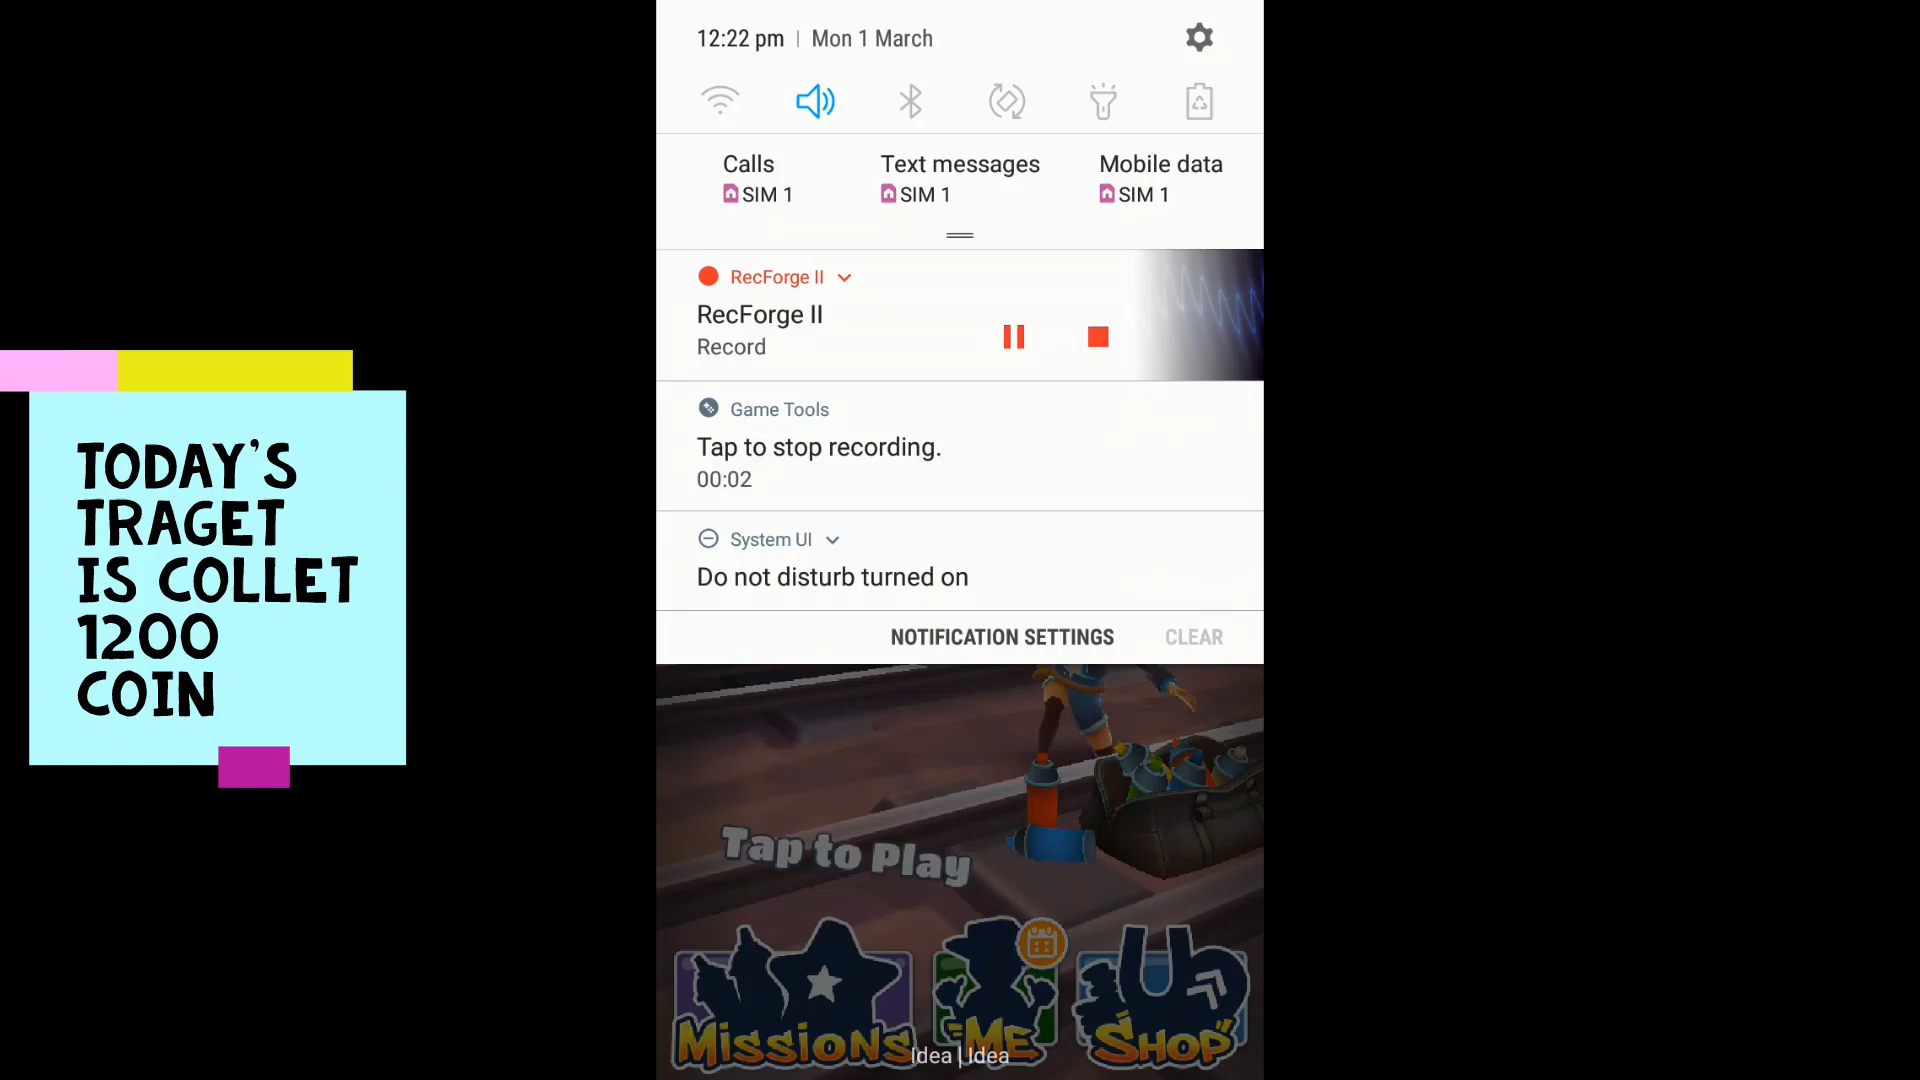 12:22 pm | Mon 1 March
Calls Text messages Mobile data
SIM 1 SIM 1 SIM 1
RecForge II
RecForge II
Record
Game Tools
Tap to stop recording.
00:02
System UI
Do not disturb turned on
NOTIFICATION SETTINGS CLEAR
TODAY'S
TRAGET
IS COLLET
1200
COIN
Tap to Play
Missions ME Shop
Idea | Idea